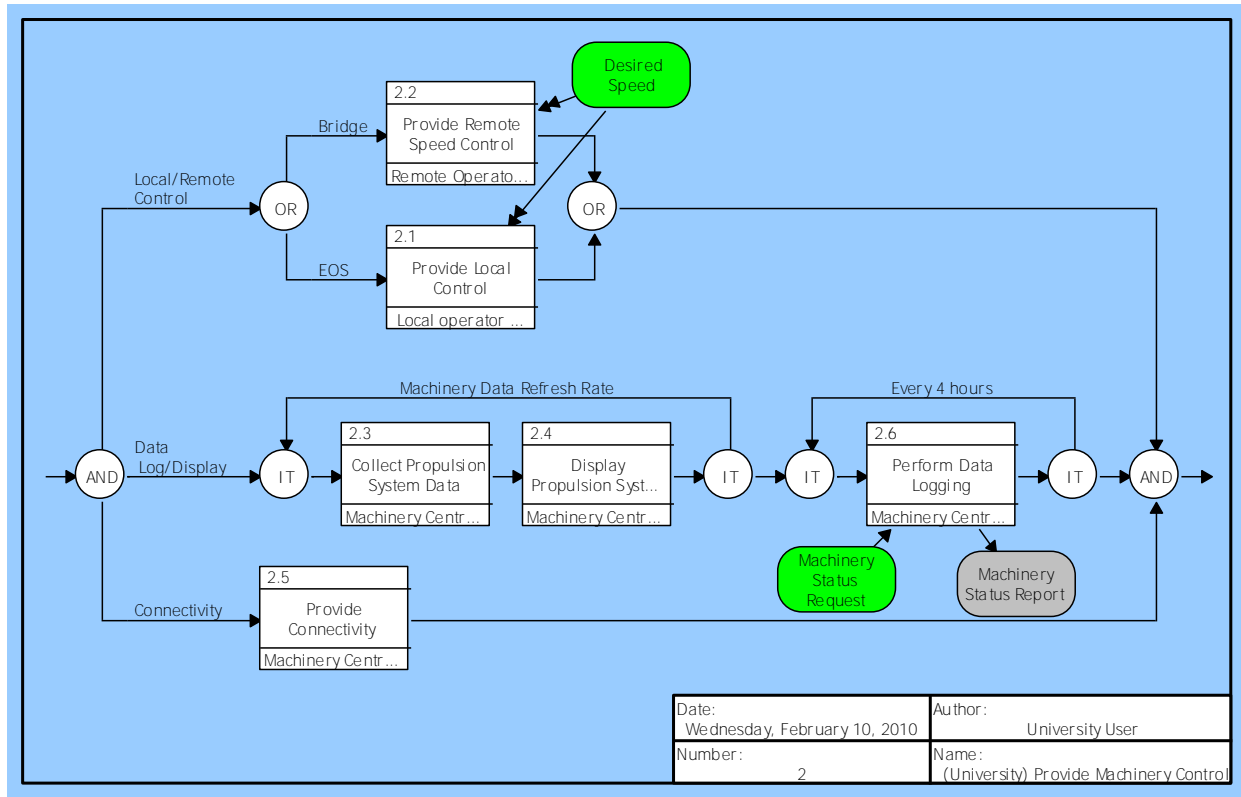 Desired
Speed
2.2
Provide Remote
Speed Control
Remote Operato...
Bridge
Local/Remote
Control
OR
OR
2.1
Provide Local
Control
Local operator ...
EOS
Machinery Data Refresh Rate
Every 4 hours
Data
Log/Display
AND
IT
2.3
Collect Propulsion
System Data
Machinery Centr...
2.4
Display
Propulsion Syst...
Machinery Centr...
IT
IT
2.6
Perform Data
Logging
Machinery Centr...
IT
AND
Machinery
Status
Request
Machinery
Status Report
Connectivity
2.5
Provide
Connectivity
Machinery Centr...
Date:
Wednesday, February 10, 2010
Author:
University User
Number:
2
Name:
(University) Provide Machinery Control